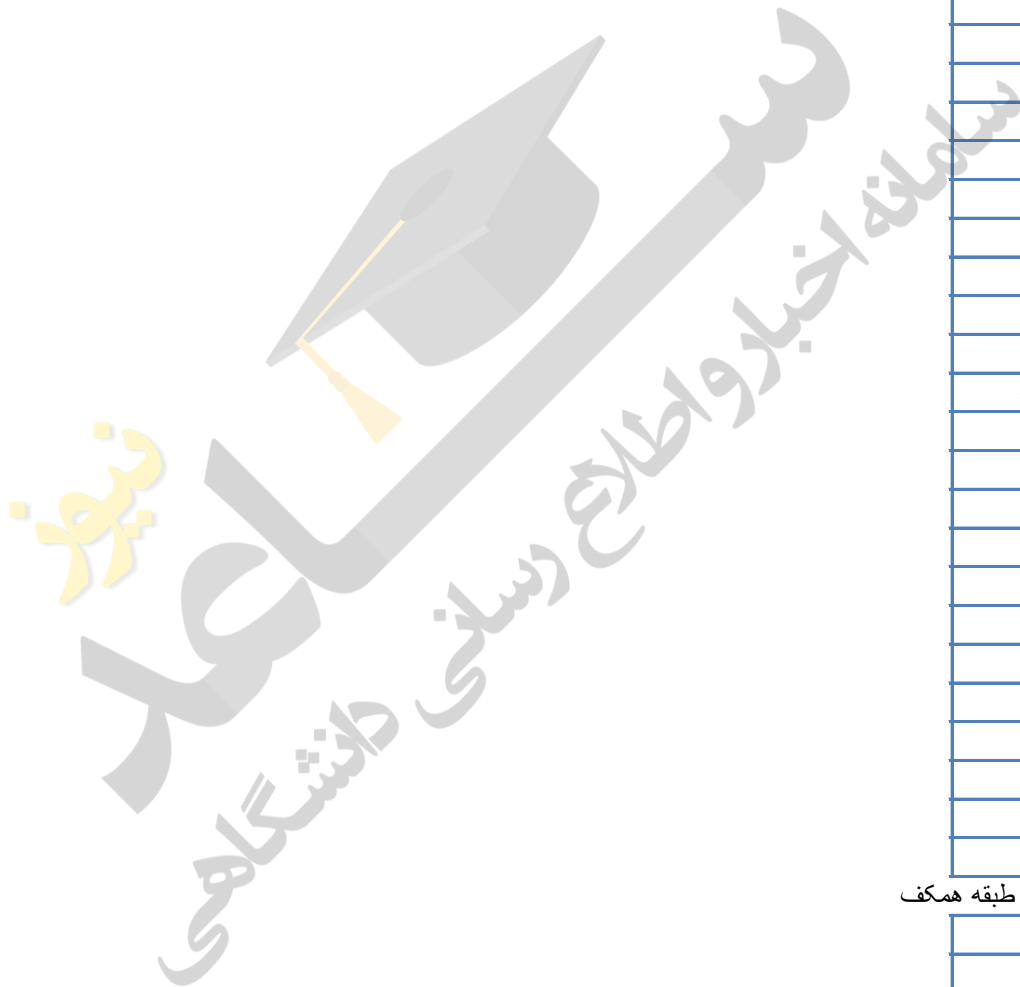 ساعد
نیوز
سامانه اخبار و اطلاع رسانی دانشگاهی
طبقه همکف